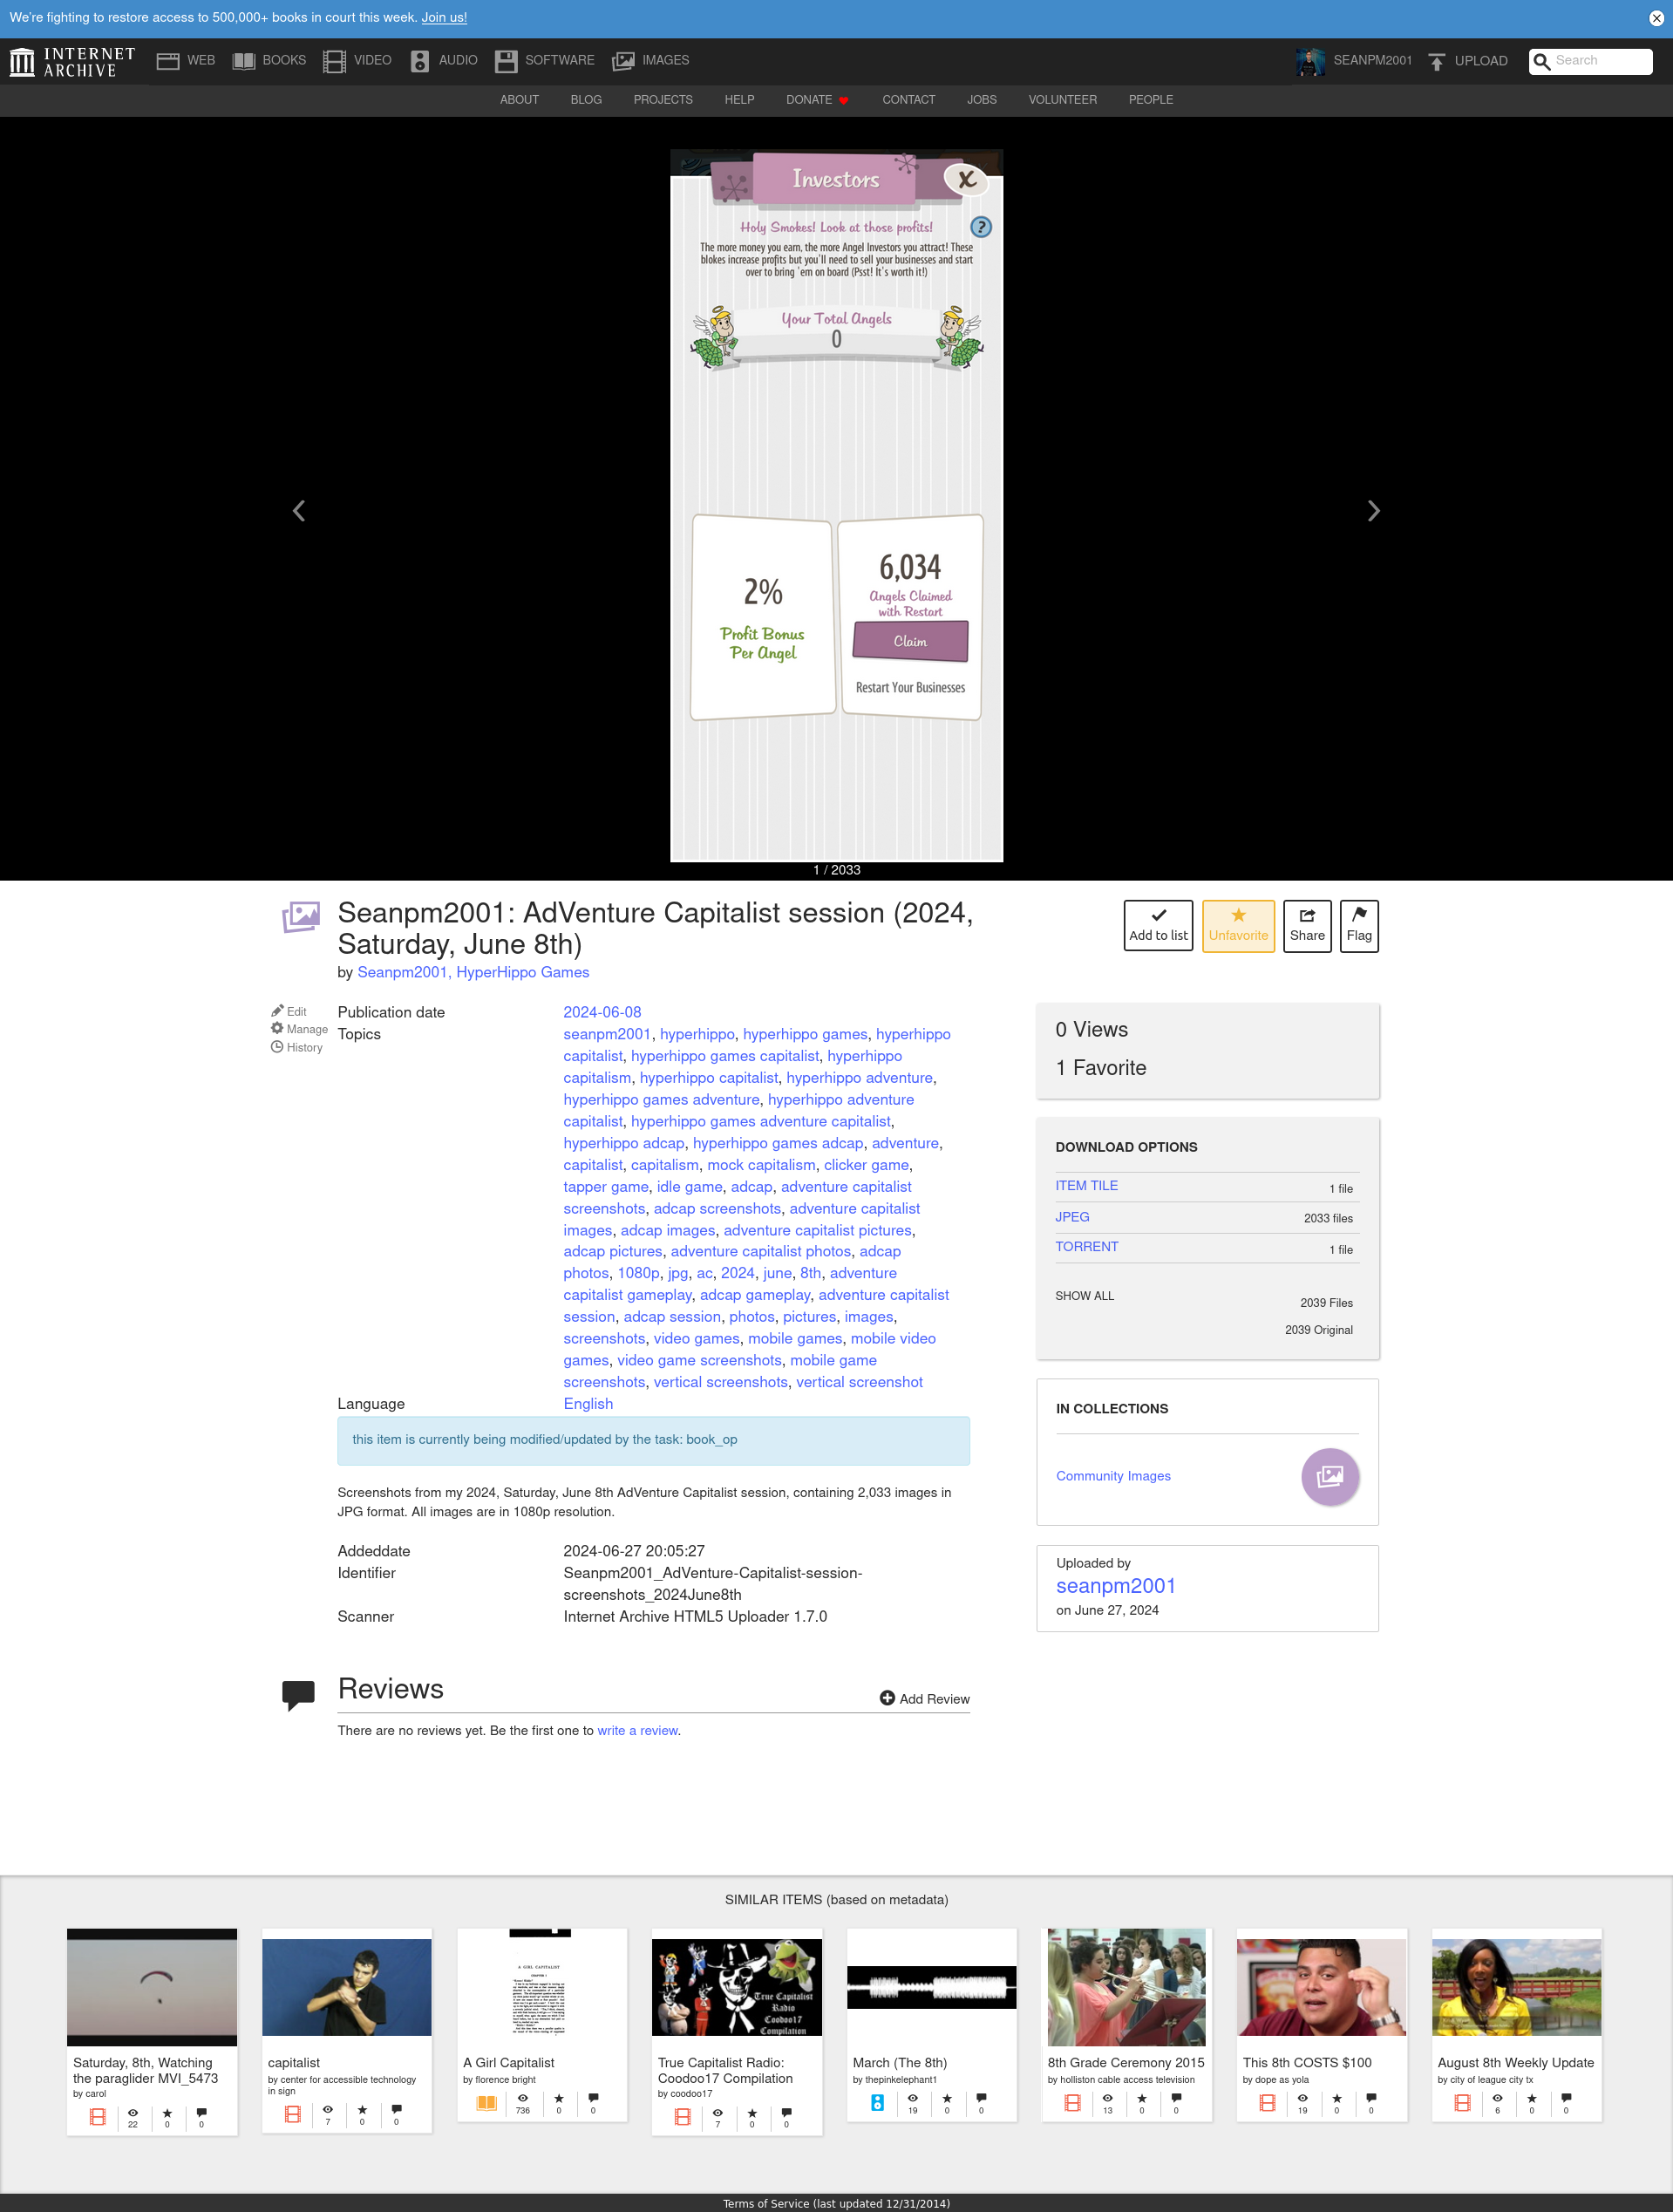 We're fighting to restore access to 500,000+ books in court this week. Join us!
INTERNET ARCHIVE
WEB BOOKS VIDEO AUDIO SOFTWARE IMAGES
SEANPM2001 UPLOAD Search
ABOUT BLOG PROJECTS HELP DONATE CONTACT JOBS VOLUNTEER PEOPLE
Investors
Holy Smokes! Look at those profits!
?
The more money you earn, the more Angel Investors you attract! These
blokes increase profits but you'll need to sell your businesses and start
over to bring 'em on board (Psst! It's worth it!)
Your Total Angels
0
2%
Profit Bonus
Per Angel
6,034
Angels Claimed
with Restart
Claim
Restart Your Businesses
1 / 2033
Seanpm2001: AdVenture Capitalist session (2024,
Saturday, June 8th)
by Seanpm2001, HyperHippo Games
Add to list
Unfavorite
Share
Flag
Edit
Manage
History
Publication date 2024-06-08
Topics seanpm2001, hyperhippo, hyperhippo games, hyperhippo
capitalist, hyperhippo games capitalist, hyperhippo
capitalism, hyperhippo capitalist, hyperhippo adventure,
hyperhippo games adventure, hyperhippo adventure
capitalist, hyperhippo games adventure capitalist,
hyperhippo adcap, hyperhippo games adcap, adventure,
capitalist, capitalism, mock capitalism, clicker game,
tapper game, idle game, adcap, adventure capitalist
screenshots, adcap screenshots, adventure capitalist
images, adcap images, adventure capitalist pictures,
adcap pictures, adventure capitalist photos, adcap
photos, 1080p, jpg, ac, 2024, june, 8th, adventure
capitalist gameplay, adcap gameplay, adventure capitalist
session, adcap session, photos, pictures, images,
screenshots, video games, mobile games, mobile video
games, video game screenshots, mobile game
screenshots, vertical screenshots, vertical screenshot
Language English
this item is currently being modified/updated by the task: book_op
Screenshots from my 2024, Saturday, June 8th AdVenture Capitalist session, containing 2,033 images in
JPG format. All images are in 1080p resolution.
Addeddate 2024-06-27 20:05:27
Identifier Seanpm2001_AdVenture-Capitalist-session-
screenshots_2024June8th
Scanner Internet Archive HTML5 Uploader 1.7.0
0 Views
1 Favorite
DOWNLOAD OPTIONS
ITEM TILE 1 file
JPEG 2033 files
TORRENT 1 file
SHOW ALL 2039 Files
2039 Original
IN COLLECTIONS
Community Images
Uploaded by
seanpm2001
on June 27, 2024
Reviews
Add Review
There are no reviews yet. Be the first one to write a review.
SIMILAR ITEMS (based on metadata)
Saturday, 8th, Watching
the paraglider MVI_5473
by carol
22 0 0
capitalist
by center for accessible technology
in sign
7 0 0
A GIRL CAPITALIST
A Girl Capitalist
by florence bright
736 0 0
True Capitalist
Radio
Coodoo17
Compilation
True Capitalist Radio:
Coodoo17 Compilation
by coodoo17
7 0 0
March (The 8th)
by thepinkelephant1
19 0 0
8th Grade Ceremony 2015
by holliston cable access television
13 0 0
This 8th COSTS $100
by dope as yola
19 0 0
August 8th Weekly Update
by city of league city tx
6 0 0
Terms of Service (last updated 12/31/2014)